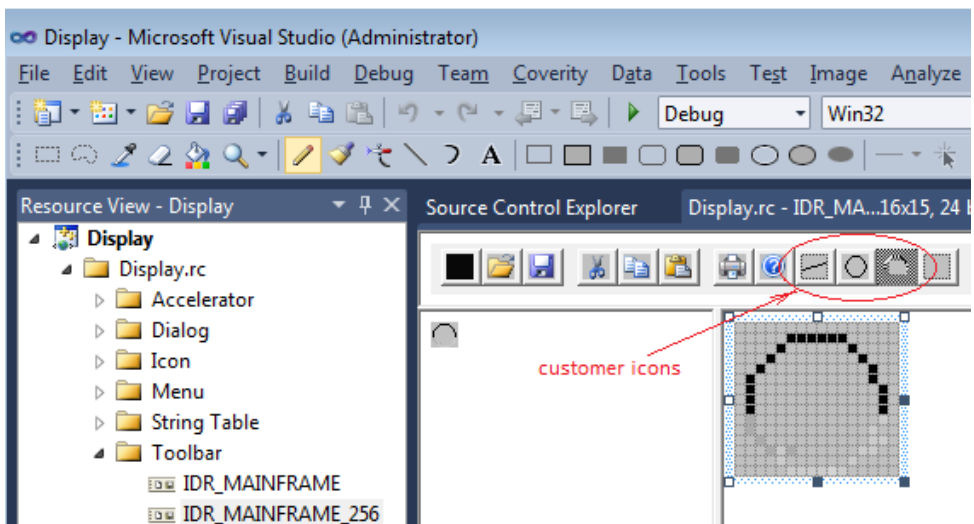 Display - Microsoft Visual Studio (Administrator)
File Edit View Project Build Debug Team Coverity Data Tools Test Image Analyze
Debug Win32
A
Resource View - Display Source Control Explorer Display.rc - IDR_MA...16x15, 24
Display
Display.rc
Accelerator
Dialog
Icon
Menu
String Table
Toolbar
IDR_MAINFRAME
IDR_MAINFRAME_256
customer icons